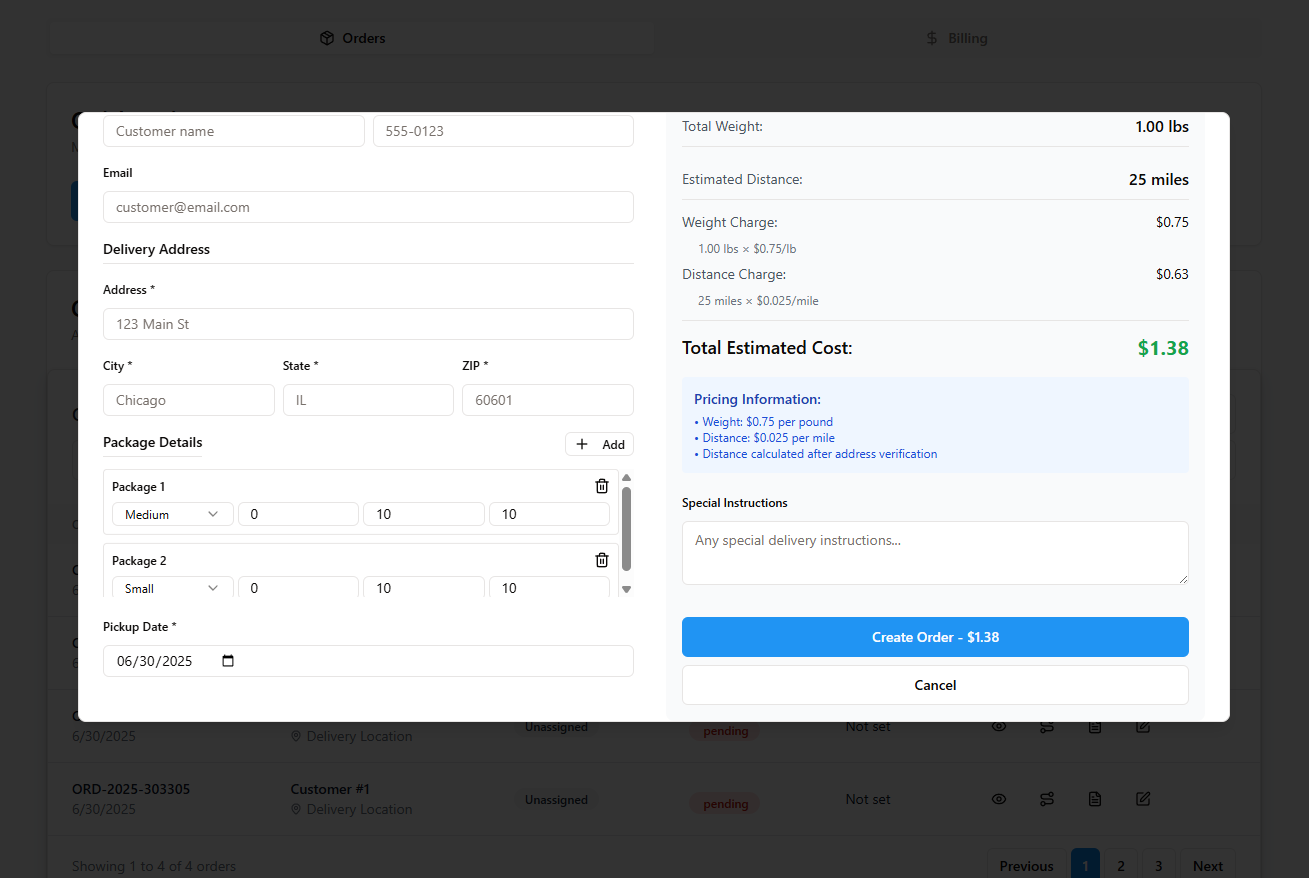 Orders
Billing
Customer name
555-0123
Email
customer@email.com
Delivery Address
Address *
123 Main St
City *
State *
ZIP *
Chicago
IL
60601
Package Details
Add
Package 1
Medium
0
10
10
Package 2
Small
0
10
10
Pickup Date *
06/30/2025
Total Weight:
1.00 lbs
Estimated Distance:
25 miles
Weight Charge:
$0.75
1.00 lbs × $0.75/lb
Distance Charge:
$0.63
25 miles × $0.025/mile
Total Estimated Cost:
$1.38
Pricing Information:
• Weight: $0.75 per pound
• Distance: $0.025 per mile
• Distance calculated after address verification
Special Instructions
Any special delivery instructions...
Create Order - $1.38
Cancel
6/30/2025
Delivery Location
Unassigned
pending
Not set
ORD-2025-303305
6/30/2025
Customer #1
Delivery Location
Unassigned
pending
Not set
Showing 1 to 4 of 4 orders
Previous
1
2
3
Next